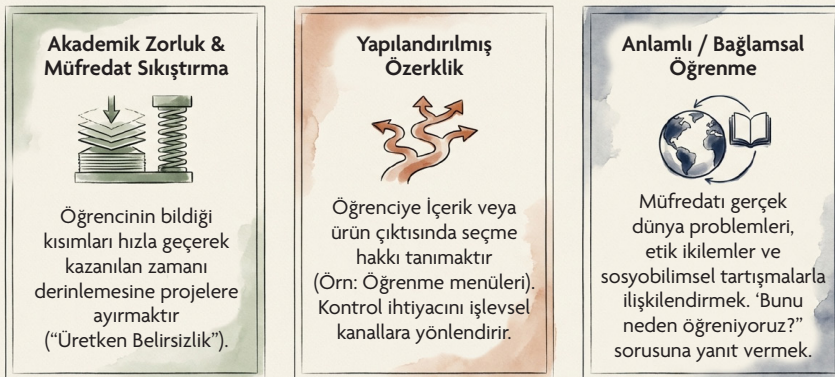 Akademik Zorluk &
Müfredat Sıkıştırma
Öğrencinin bildiği
kısımları hızla geçerek
kazanılan zamanı
derinlemesine projelere
ayırmaktır
(“Üretken Belirsizlik”).
Yapılandırılmış
Özerklik
Öğrenciye İçerik veya
ürün çıktısında seçme
hakkı tanımaktır
(Örn: Öğrenme menüleri).
Kontrol ihtiyacını işlevsel
kanallara yönlendirir.
Anlamlı / Bağlamsal
Öğrenme
Müfredatı gerçek
dünya problemleri,
etik ikilemler ve
sosyobilimsel tartışmalarla
ilişkilendirmek. ‘Bunu
neden öğreniyoruz?”
sorusuna yanıt vermek.